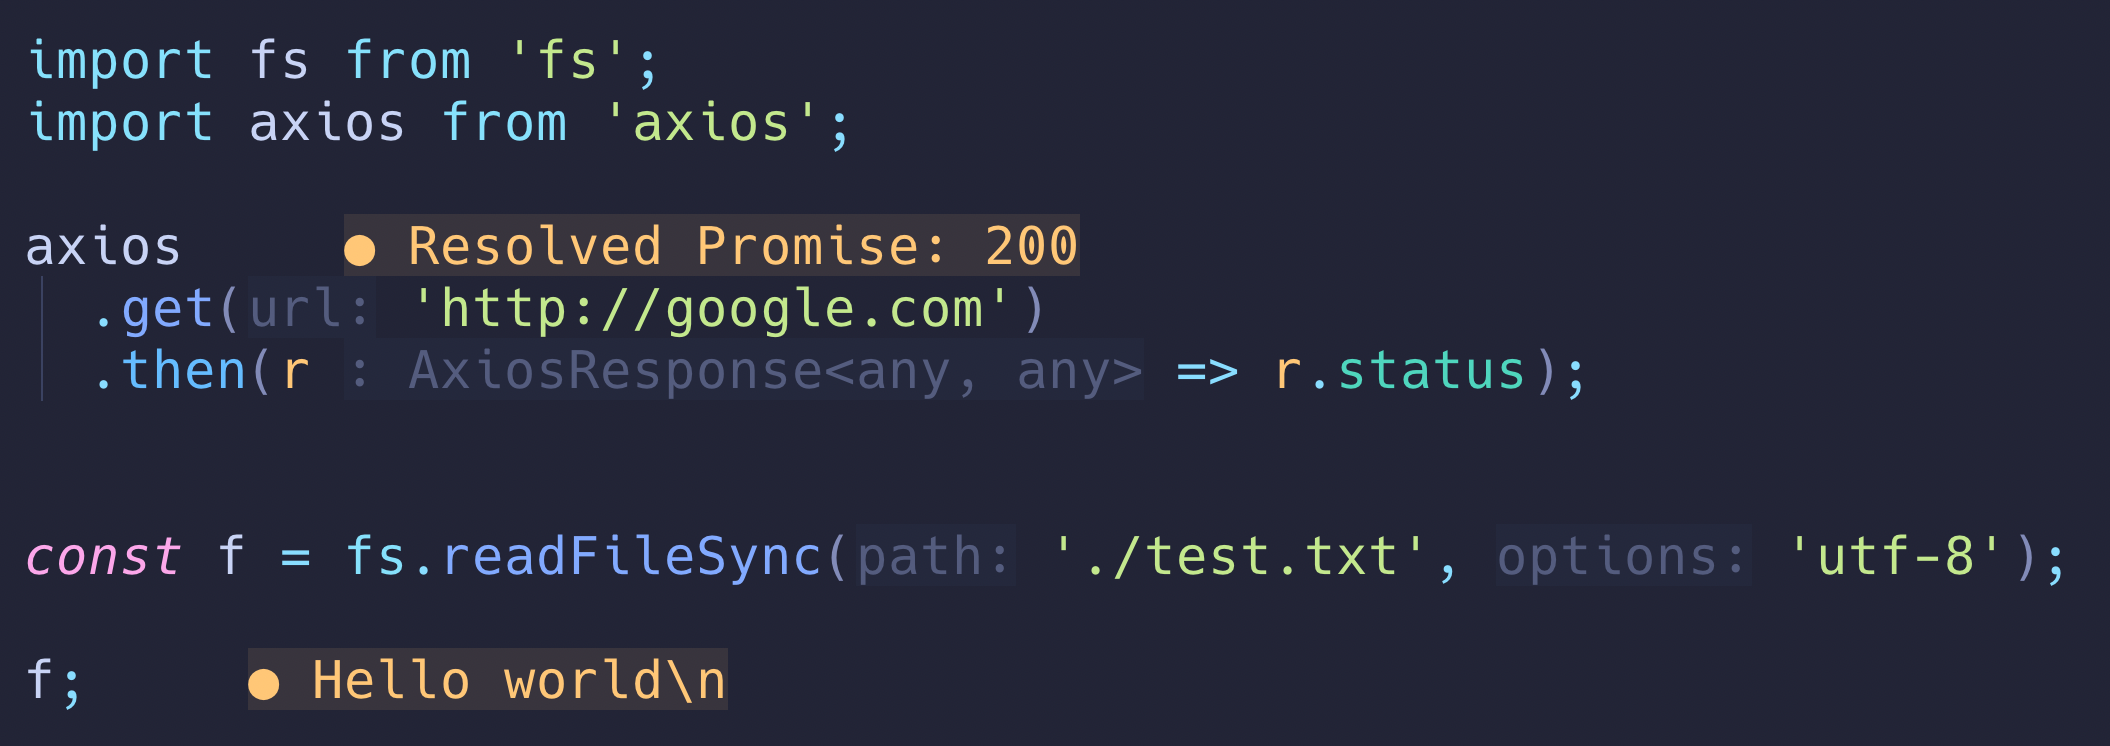 import fs from 'fs';
import axios from 'axios';
axios ● Resolved Promise: 200
.get(url: 'http://google.com')
.then(r : AxiosResponse<any, any> => r.status);
const f = fs.readFileSync(path: './test.txt', options: 'utf-8');
f; ● Hello world\n